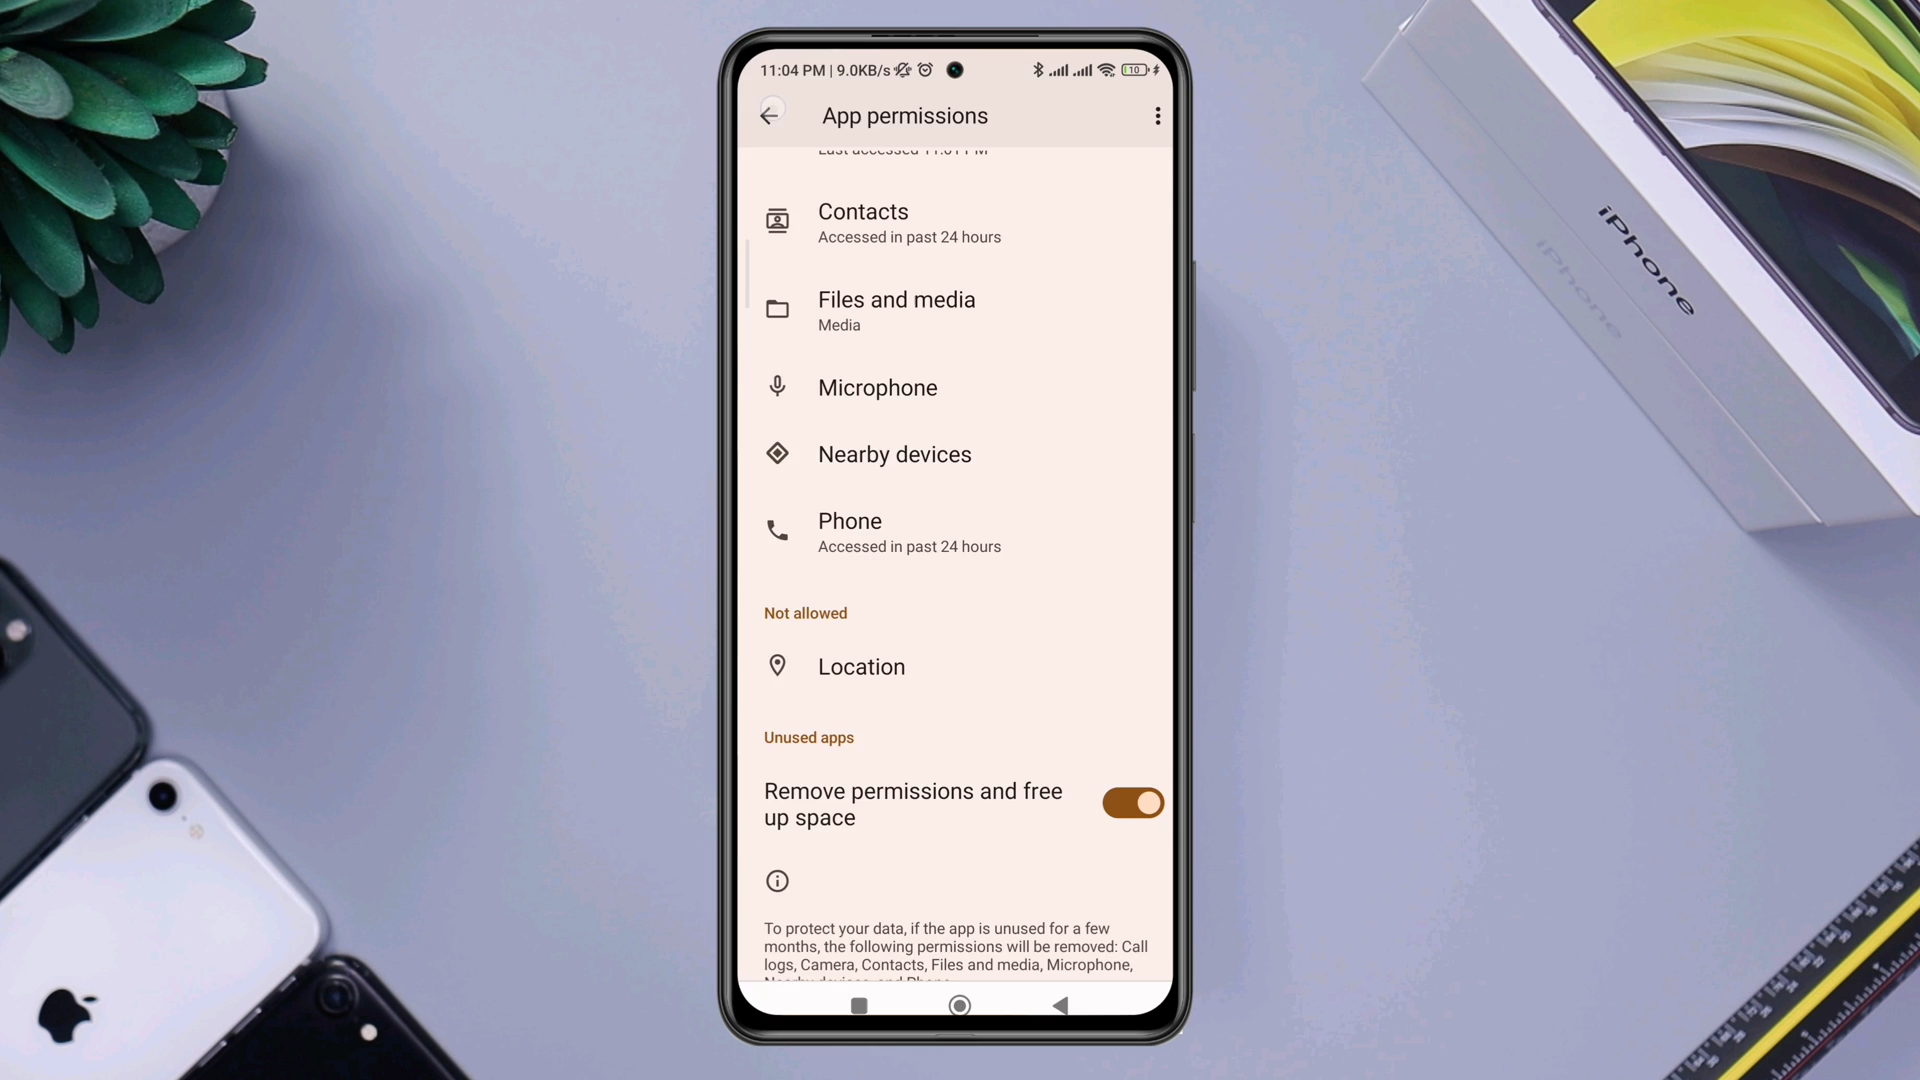 11:04 PM | 9.0KB/s
10
App permissions
Last accessed 11:01 PM
Contacts
Accessed in past 24 hours
Files and media
Media
Microphone
Nearby devices
Phone
Accessed in past 24 hours
Not allowed
Location
Unused apps
Remove permissions and free
up space
To protect your data, if the app is unused for a few
months, the following permissions will be removed: Call
logs, Camera, Contacts, Files and media, Microphone,
Nearby devices, and Phone
iPhone
iPhone